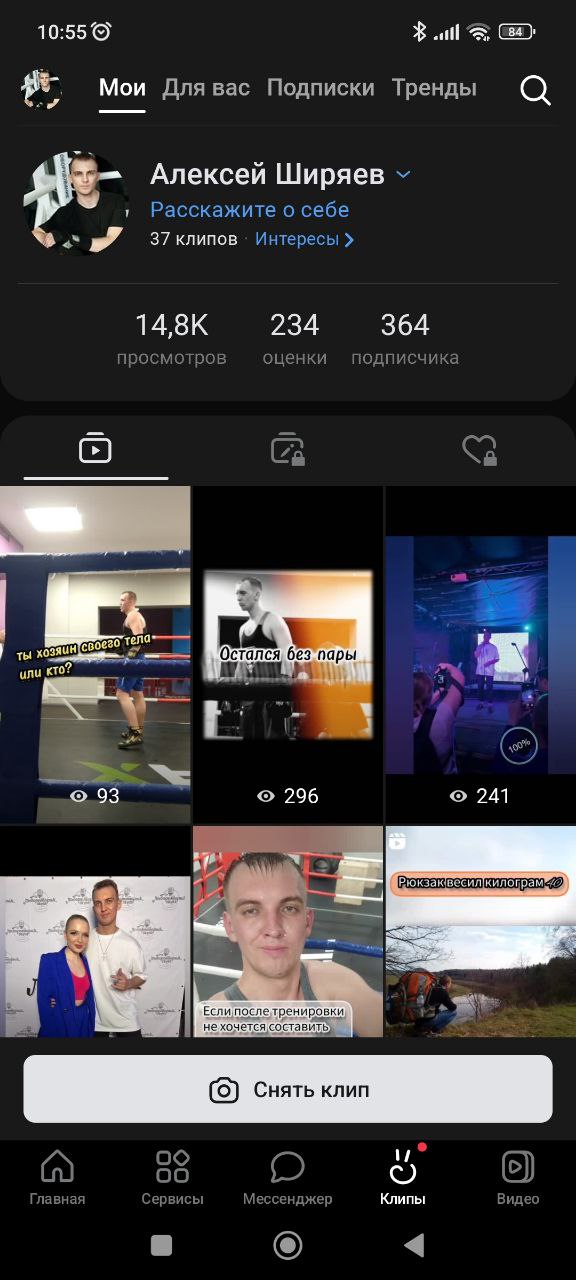 10:55
84
Мои Для вас Подписки Тренды
Алексей Ширяев
Расскажите о себе
37 клипов · Интересы
14,8K 234 364
просмотров оценки подписчика
ты хозяин своего тела
или кто?
93
Остался без пары
296
100%
241
Если после тренировки
не хочется составить
Рюкзак весил килограм 40
Снять клип
Главная Сервисы Мессенджер Клипы Видео